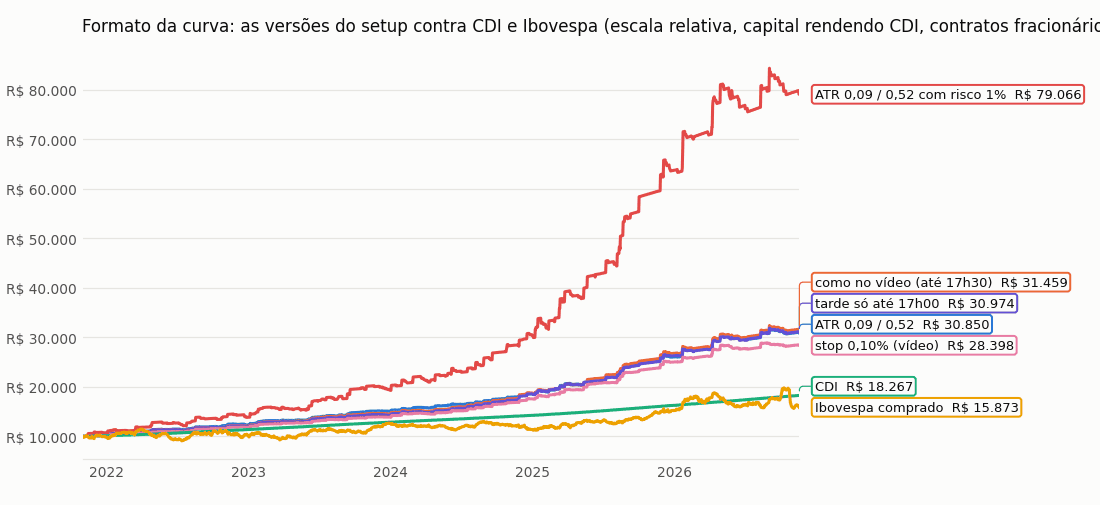 Formato da curva: as versões do setup contra CDI e Ibovespa (escala relativa, capital rendendo CDI, contratos fracionário
R$ 80.000
R$ 70.000
R$ 60.000
R$ 50.000
R$ 40.000
R$ 30.000
R$ 20.000
R$ 10.000
ATR 0,09 / 0,52 com risco 1% R$ 79.066
como no vídeo (até 17h30) R$ 31.459
tarde só até 17h00 R$ 30.974
ATR 0,09 / 0,52 R$ 30.850
stop 0,10% (vídeo) R$ 28.398
CDI R$ 18.267
Ibovespa comprado R$ 15.873
2022
2023
2024
2025
2026